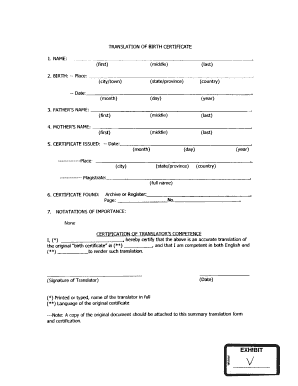 TRANSLATION OF BIRTH CERTIFICATE
1. NAME:
(first) (middle) (last)
2. BIRTH: -- Place:
(city/town) (state/province) (country)
-- Date:
(month) (day) (year)
3. FATHER'S NAME:
(first) (middle) (last)
4. MOTHER'S NAME:
(first) (middle) (last)
5. CERTIFICATE ISSUED: -- Date:
(month) (day) (year)
------------Place:
(city) (state/province) (country)
------------ Magistrate:
(full name)
6. CERTIFICATE FOUND: Archive or Register:
Page: No.
7. NOTATIONS OF IMPORTANCE:
None
CERTIFICATION OF TRANSLATOR'S COMPETENCE
I, (*) , hereby certify that the above is an accurate translation of
the original "birth certificate" in (**) and that I am competent in both English and
(**) to render such translation.
(Signature of Translator) (Date)
(*) Printed or typed, name of the translator in full
(**) Language of the original certificate
---Note: A copy of the original document should be attached to this summary translation form
and certification.
EXHIBIT
V